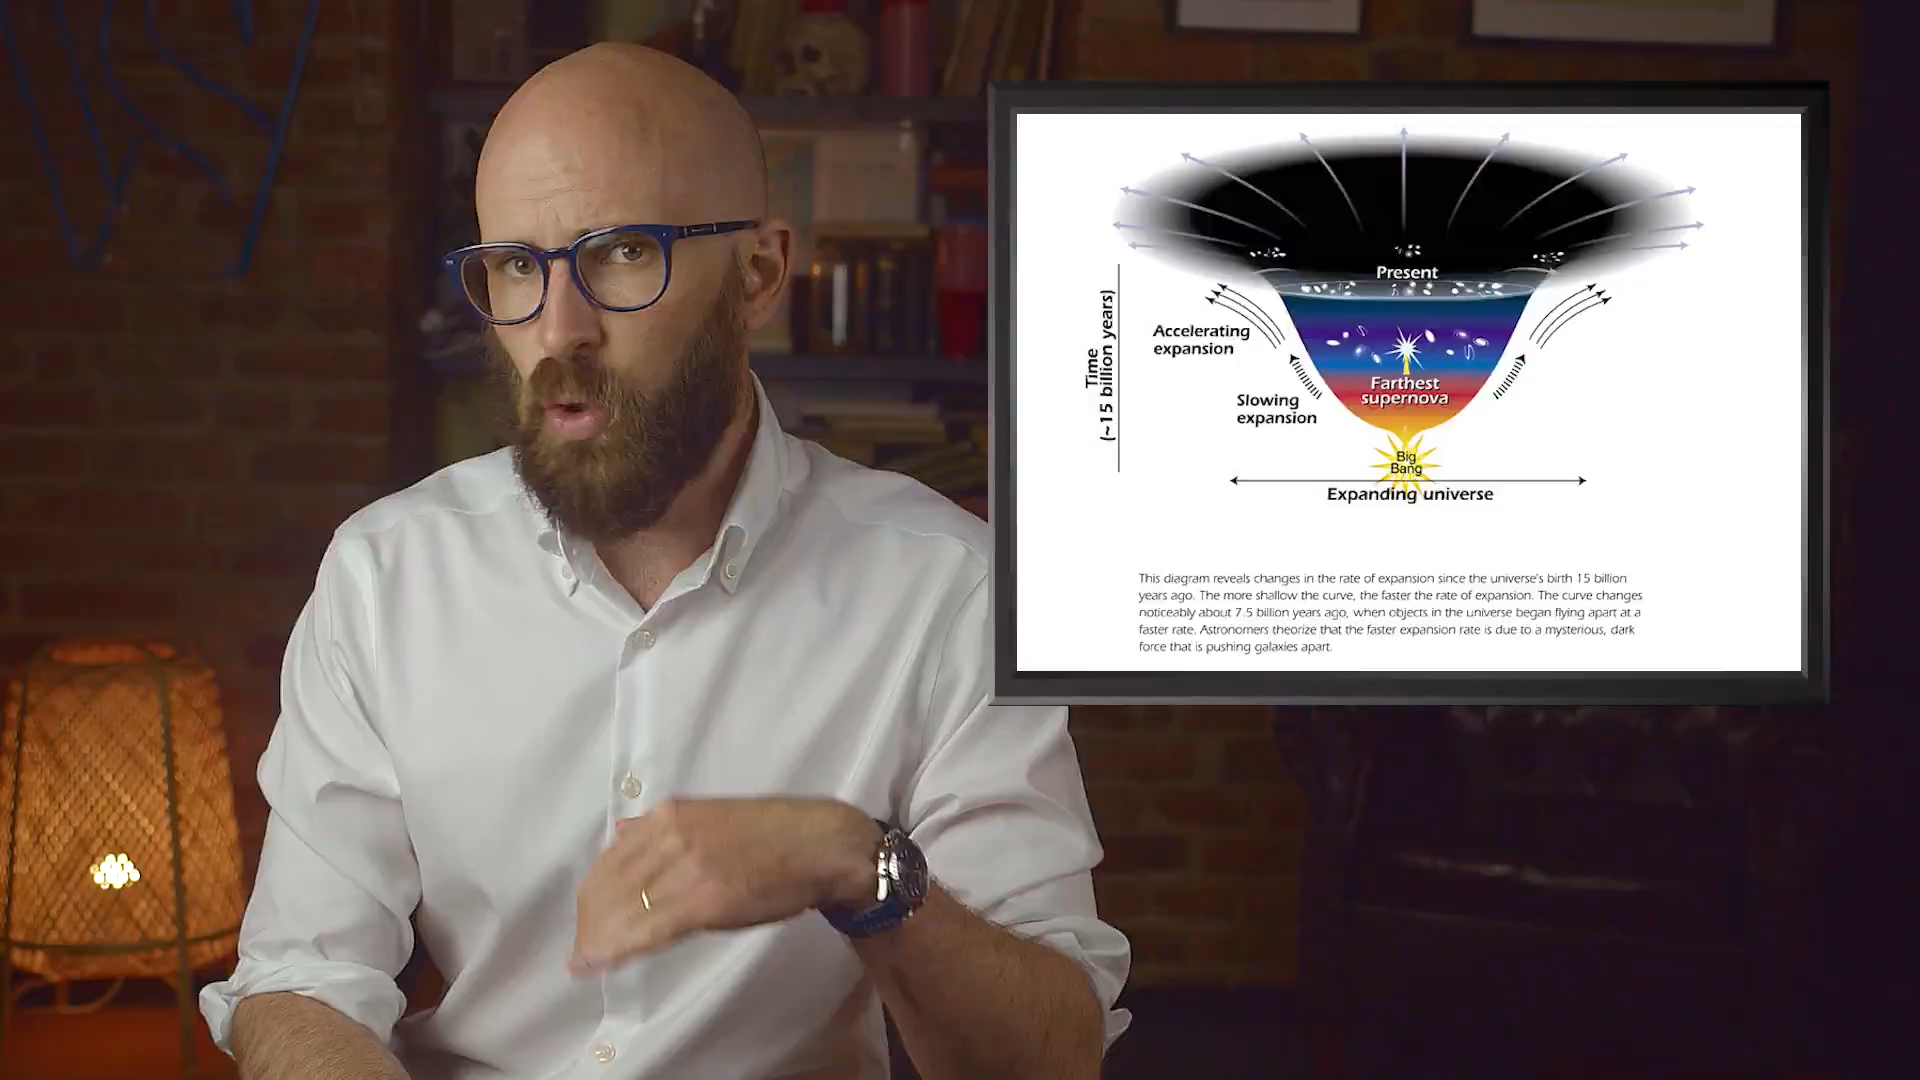 Present
Accelerating
expansion
Time
(~15 billion years)
Farthest
supernova
Slowing
expansion
Big
Bang
Expanding universe
This diagram reveals changes in the rate of expansion since the universe's birth 15 billion
years ago. The more shallow the curve, the faster the rate of expansion. The curve changes
noticeably about 7.5 billion years ago, when objects in the universe began flying apart at a
faster rate. Astronomers theorize that the faster expansion rate is due to a mysterious, dark
force that is pushing galaxies apart.